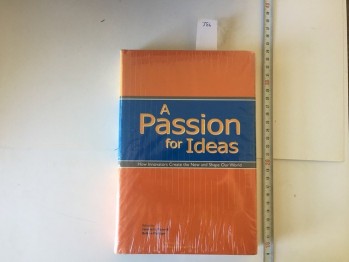 A
Passion
for Ideas
How Innovators Create the New and Shape Our World